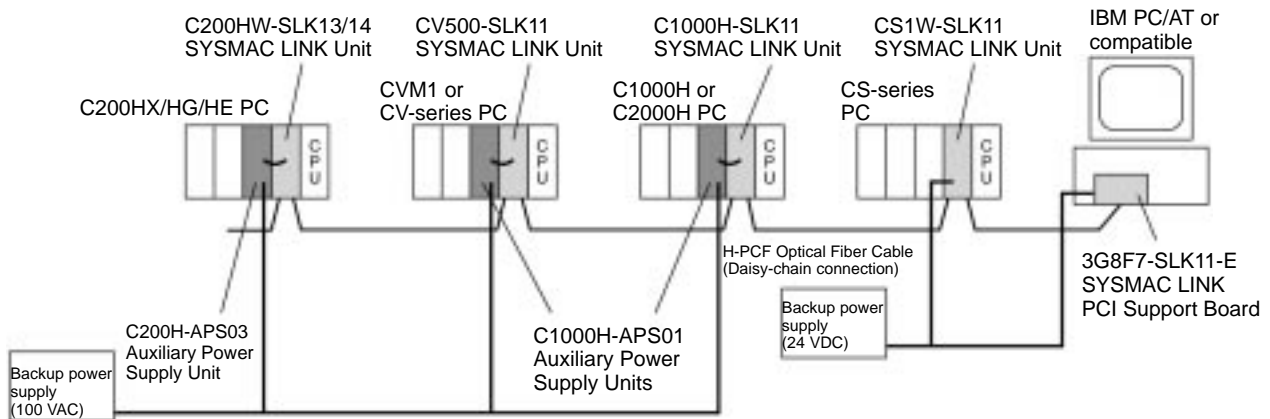 C200HW-SLK13/14
SYSMAC LINK Unit
CV500-SLK11
SYSMAC LINK Unit
C1000H-SLK11
SYSMAC LINK Unit
CS1W-SLK11
SYSMAC LINK Unit
IBM PC/AT or
compatible
C200HX/HG/HE PC
CVM1 or
CV-series PC
C1000H or
C2000H PC
CS-series
PC
CPU
CPU
CPU
CPU
H-PCF Optical Fiber Cable
(Daisy-chain connection)
3G8F7-SLK11-E
SYSMAC LINK
PCI Support Board
Backup power
supply
(24 VDC)
C200H-APS03
Auxiliary Power
Supply Unit
C1000H-APS01
Auxiliary Power
Supply Units
Backup power
supply
(100 VAC)